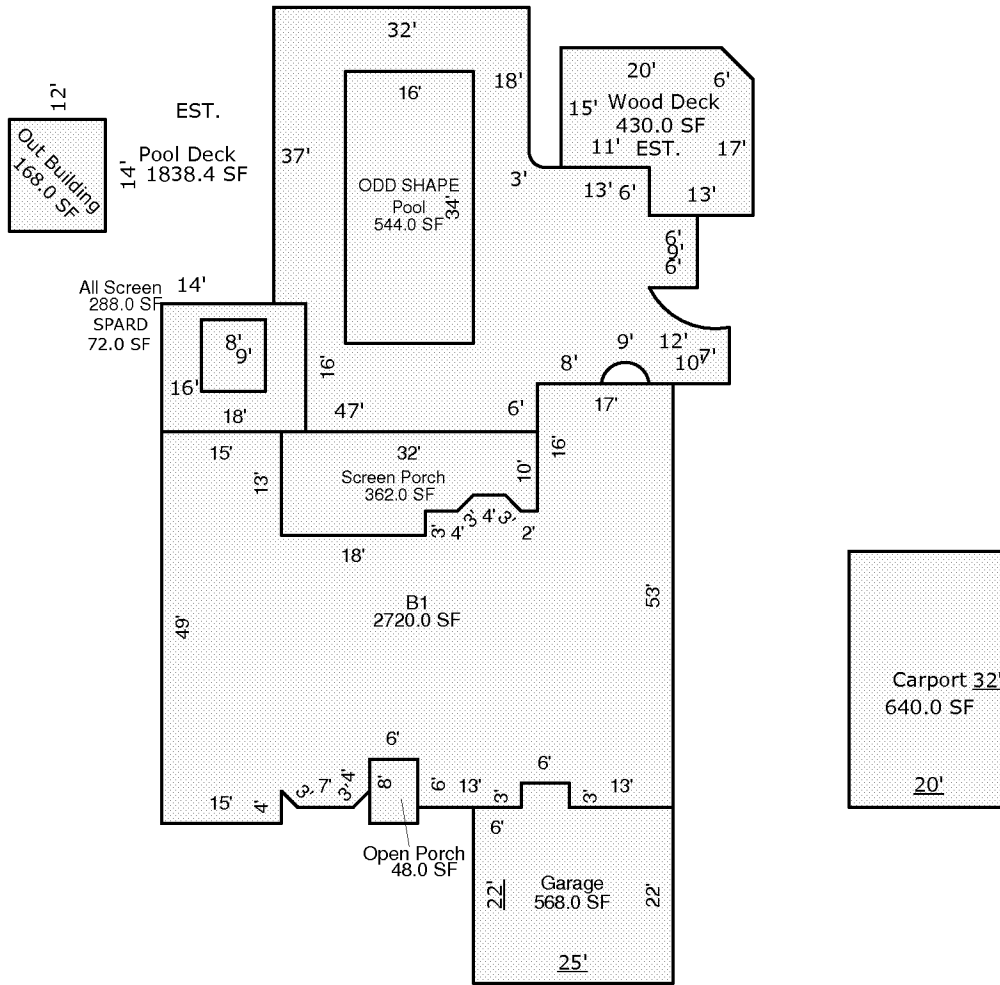 32'
18'
16'
20'
6'
12'
EST.
15'
Wood Deck
430.0 SF
EST.
11'
17'
Out Building
168.0 SF
14'
Pool Deck
1838.4 SF
37'
ODD SHAPE
Pool
544.0 SF
34'
3'
13'
6'
13'
6'
9'
6'
All Screen
288.0 SF
SPARD
72.0 SF
14'
8'
9'
16'
18'
16'
47'
6'
8'
9'
12'
10'
7'
17'
16'
15'
13'
32'
Screen Porch
362.0 SF
10'
3'
4'
3'
4'
3'
2'
18'
B1
2720.0 SF
49'
53'
Carport 32'
640.0 SF
20'
6'
15'
4'
3'
7'
3'
4'
8'
6'
13'
3'
6'
3'
13'
Open Porch
48.0 SF
6'
22'
Garage
568.0 SF
22'
25'